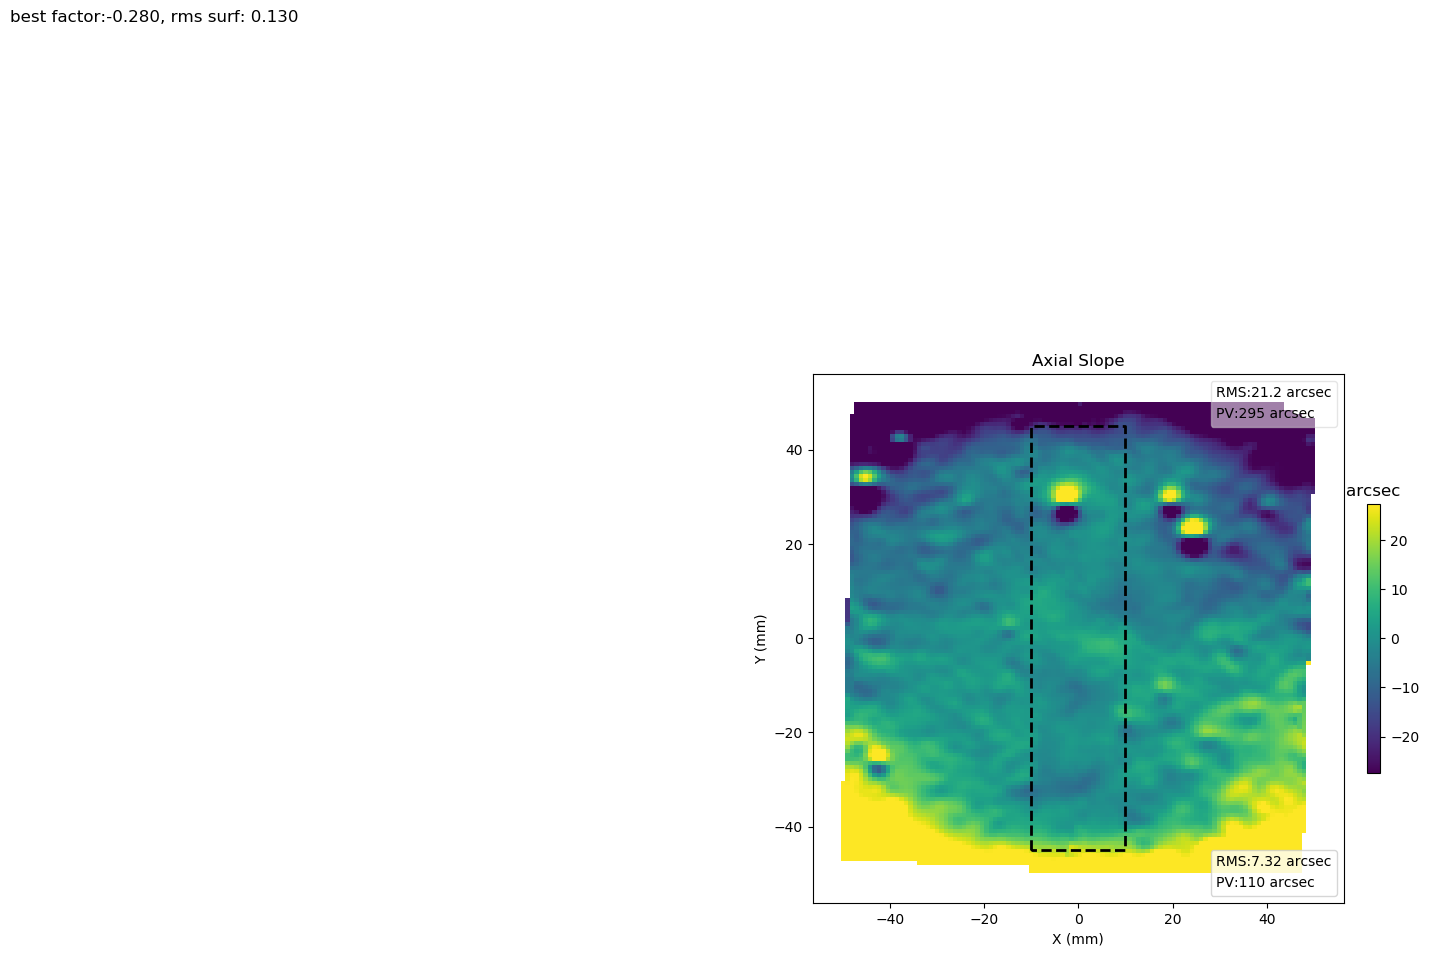 best factor:-0.280, rms surf: 0.130
Axial Slope
RMS:21.2 arcsec
PV:295 arcsec
40
20
0
−20
−40
Y (mm)
RMS:7.32 arcsec
PV:110 arcsec
−40
−20
0
20
40
X (mm)
arcsec
20
10
0
−10
−20